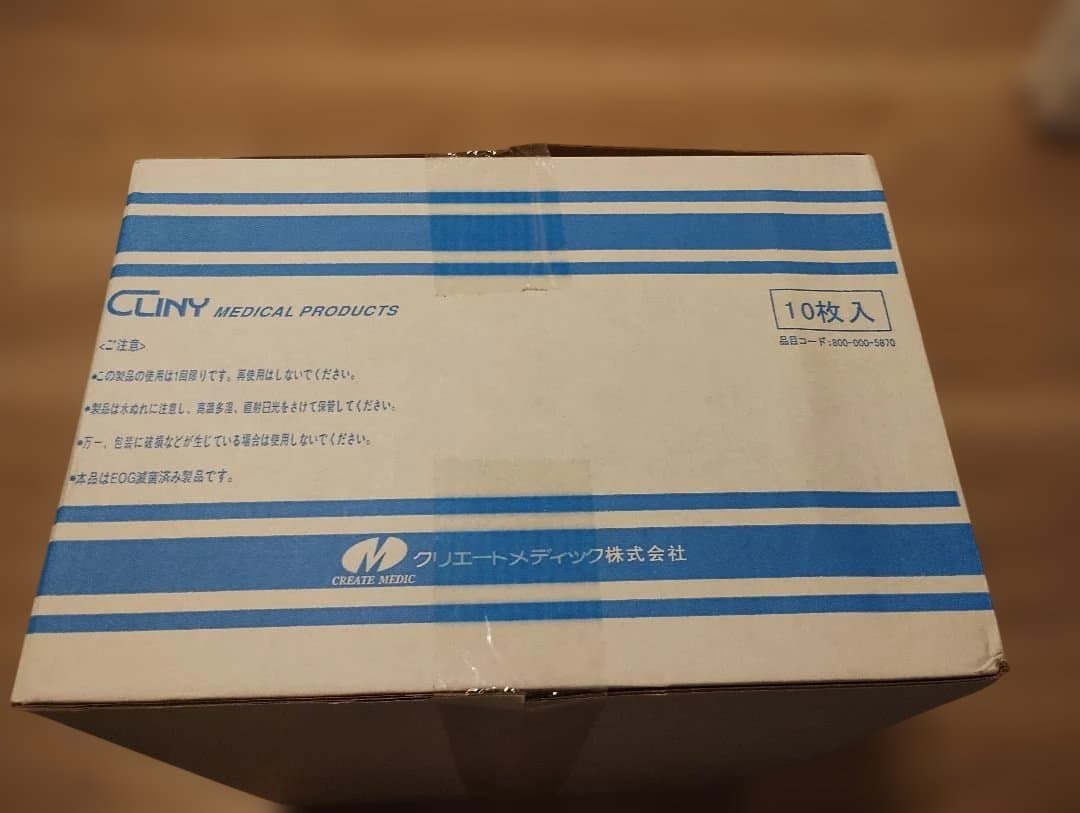 CLINY MEDICAL PRODUCTS
10枚入
品目コード:800-000-5870
<ご注意>
●この製品の使用は1回限りです。再使用はしないでください。
●製品は水ぬれに注意し、高温多湿、直射日光をさけて保管してください。
●万一、包装に破損などが生じている場合は使用しないでください。
●本品はEOG滅菌済み製品です。
クリエートメディック株式会社
CREATE MEDIC